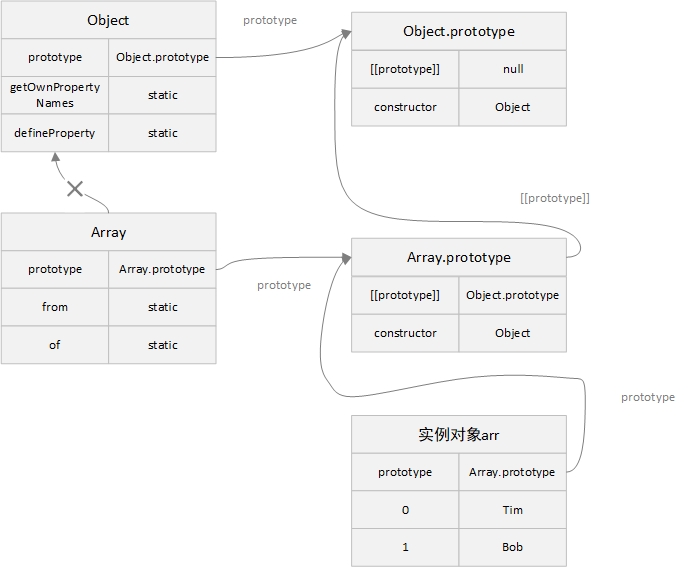 Object
prototype Object.prototype
getOwnProperty
Names static
defineProperty static
prototype
Object.prototype
[[prototype]] null
constructor Object
[[prototype]]
Array
prototype Array.prototype
from static
of static
prototype
Array.prototype
[[prototype]] Object.prototype
constructor Object
prototype
实例对象arr
prototype Array.prototype
0 Tim
1 Bob